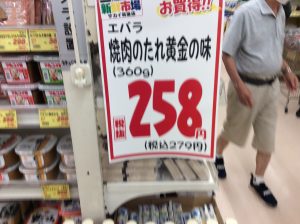 お買得!!
エバラ
焼肉のたれ黄金の味
(360g)
税抜
258円
(税込279円)